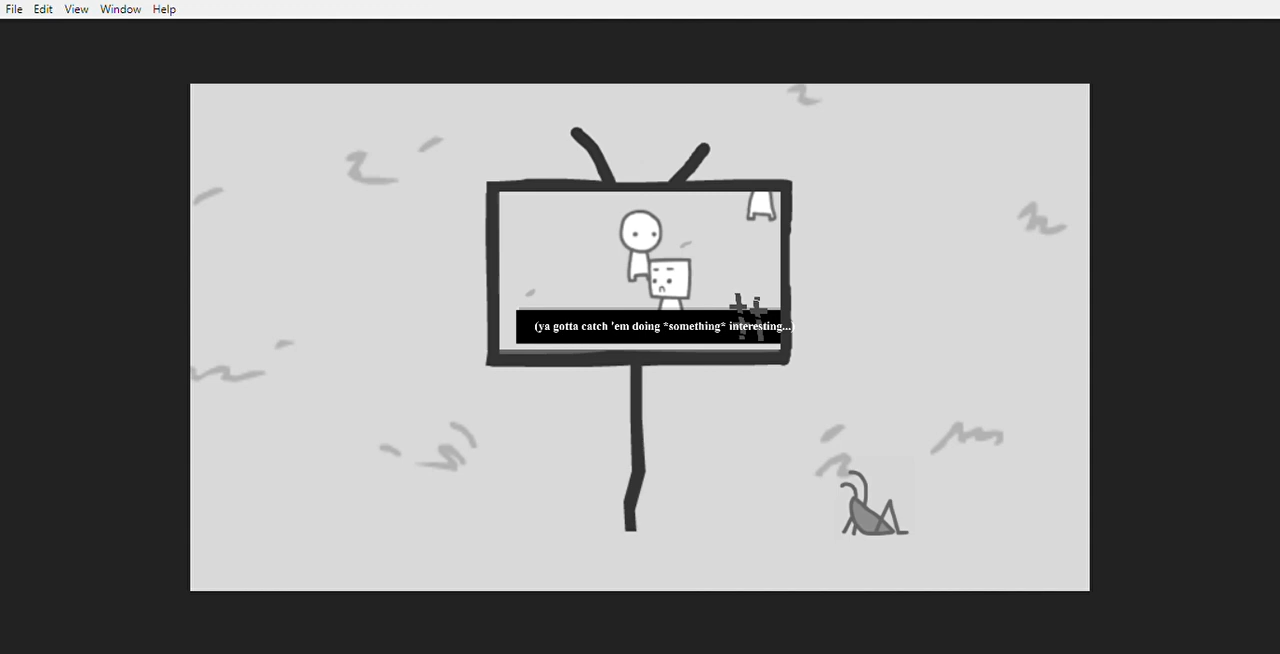 File Edit View Window Help
(ya gotta catch 'em doing *something* interesting...)